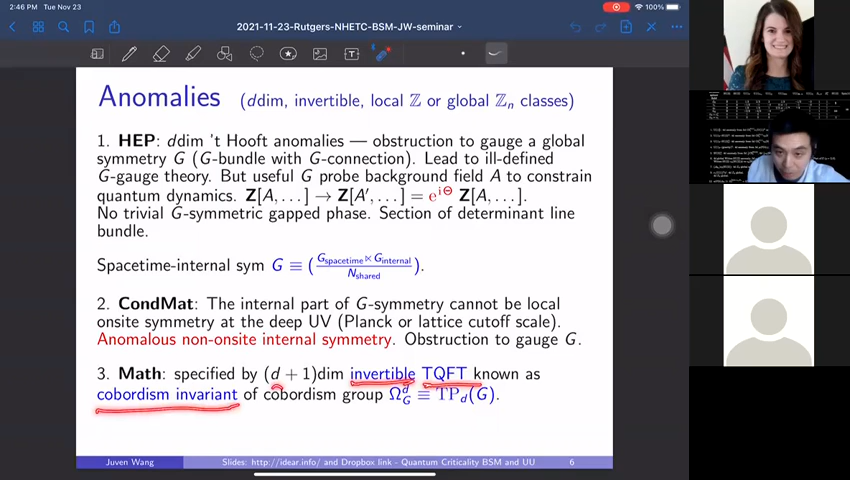 2:46 PM Tue Nov 23
100%
2021-11-23-Rutgers-NHETC-BSM-JW-seminar
Anomalies (ddim, invertible, local ℤ or global ℤₙ classes)
1. HEP: ddim 't Hooft anomalies — obstruction to gauge a global
symmetry G (G-bundle with G-connection). Lead to ill-defined
G-gauge theory. But useful G probe background field A to constrain
quantum dynamics. Z[A, . . . ] → Z[A′, . . . ] = e^{iΘ} Z[A, . . . ].
No trivial G-symmetric gapped phase. Section of determinant line
bundle.
Spacetime-internal sym G ≡ (G_spacetime ⋉ G_internal / N_shared).
2. CondMat: The internal part of G-symmetry cannot be local
onsite symmetry at the deep UV (Planck or lattice cutoff scale).
Anomalous non-onsite internal symmetry. Obstruction to gauge G.
3. Math: specified by (d + 1)dim invertible TQFT known as
cobordism invariant of cobordism group Ω^d_G ≡ TP_d(G).
Juven Wang Slides: http://idear.info/ and Dropbox link - Quantum Criticality BSM and UU 6